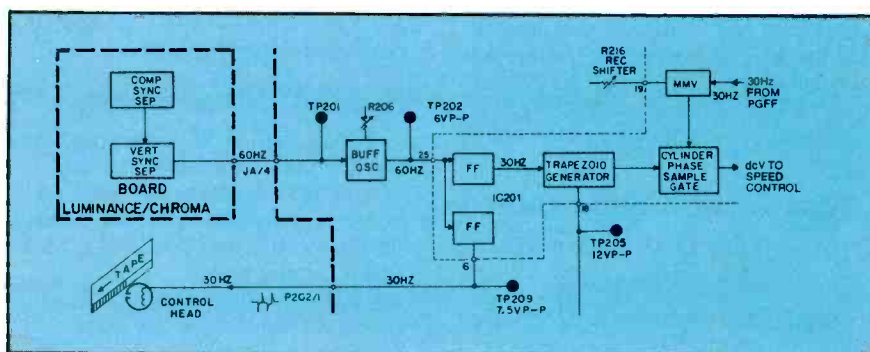 COMP
SYNC
SEP
VERT
SYNC
SEP
BOARD
LUMINANCE/CHROMA
60HZ
JA/4
TP201
R206
BUFF
OSC
TP202
6VP-P
25
60HZ
FF
FF
IC201
6
30HZ
TRAPEZOID
GENERATOR
18
TP205
12VP-P
R216
REC
SHIFTER
19
MMV
30HZ
30Hz
FROM
PGFF
CYLINDER
PHASE
SAMPLE
GATE
dcV TO
SPEED
CONTROL
TAPE
CONTROL
HEAD
30HZ
P202/1
30HZ
TP209
7.5VP-P